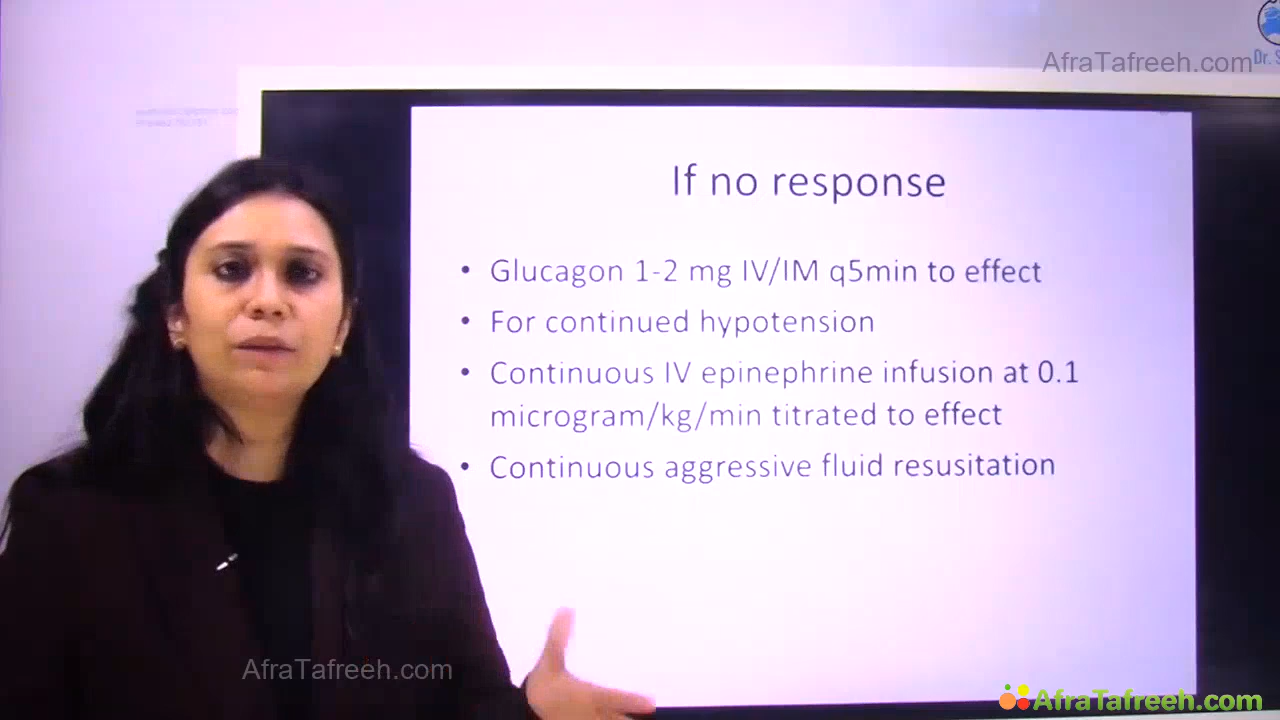 AfraTafreeh.com
Dr. S
If no response
• Glucagon 1-2 mg IV/IM q5min to effect
• For continued hypotension
• Continuous IV epinephrine infusion at 0.1
microgram/kg/min titrated to effect
• Continuous aggressive fluid resusitation
AfraTafreeh.com
AfraTafreeh.com